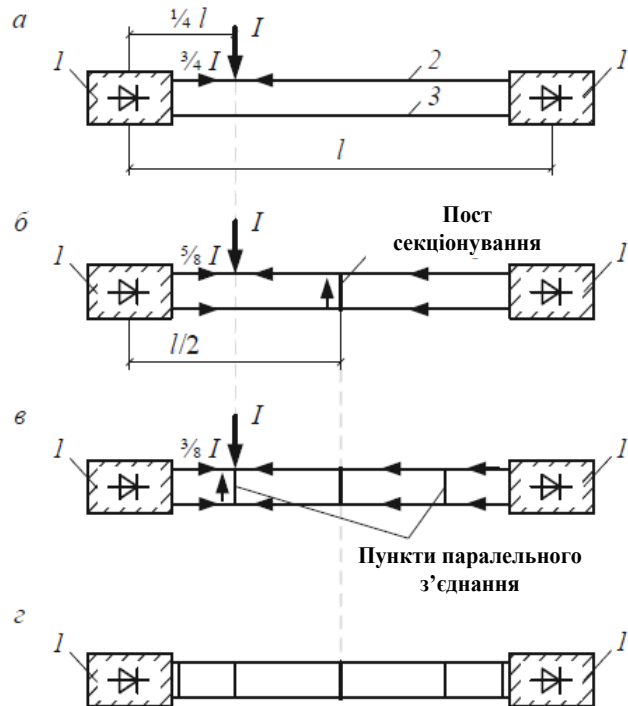 а
¼ l
I
1
¾ I
2
1
3
l
б
I
Пост
секціонування
1
⅝ I
1
l/2
в
I
1
⅜ I
1
Пункти паралельного
з’єднання
г
1
1